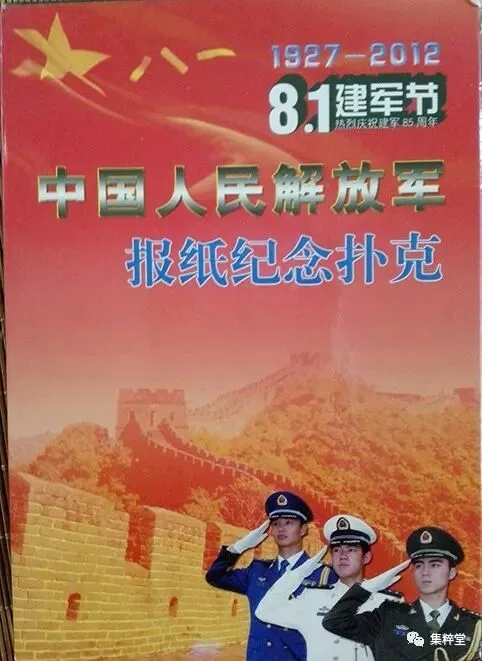 八一
1927—2012
8.1建军节
热烈庆祝建军85周年
中国人民解放军
报纸纪念扑克
集粹堂